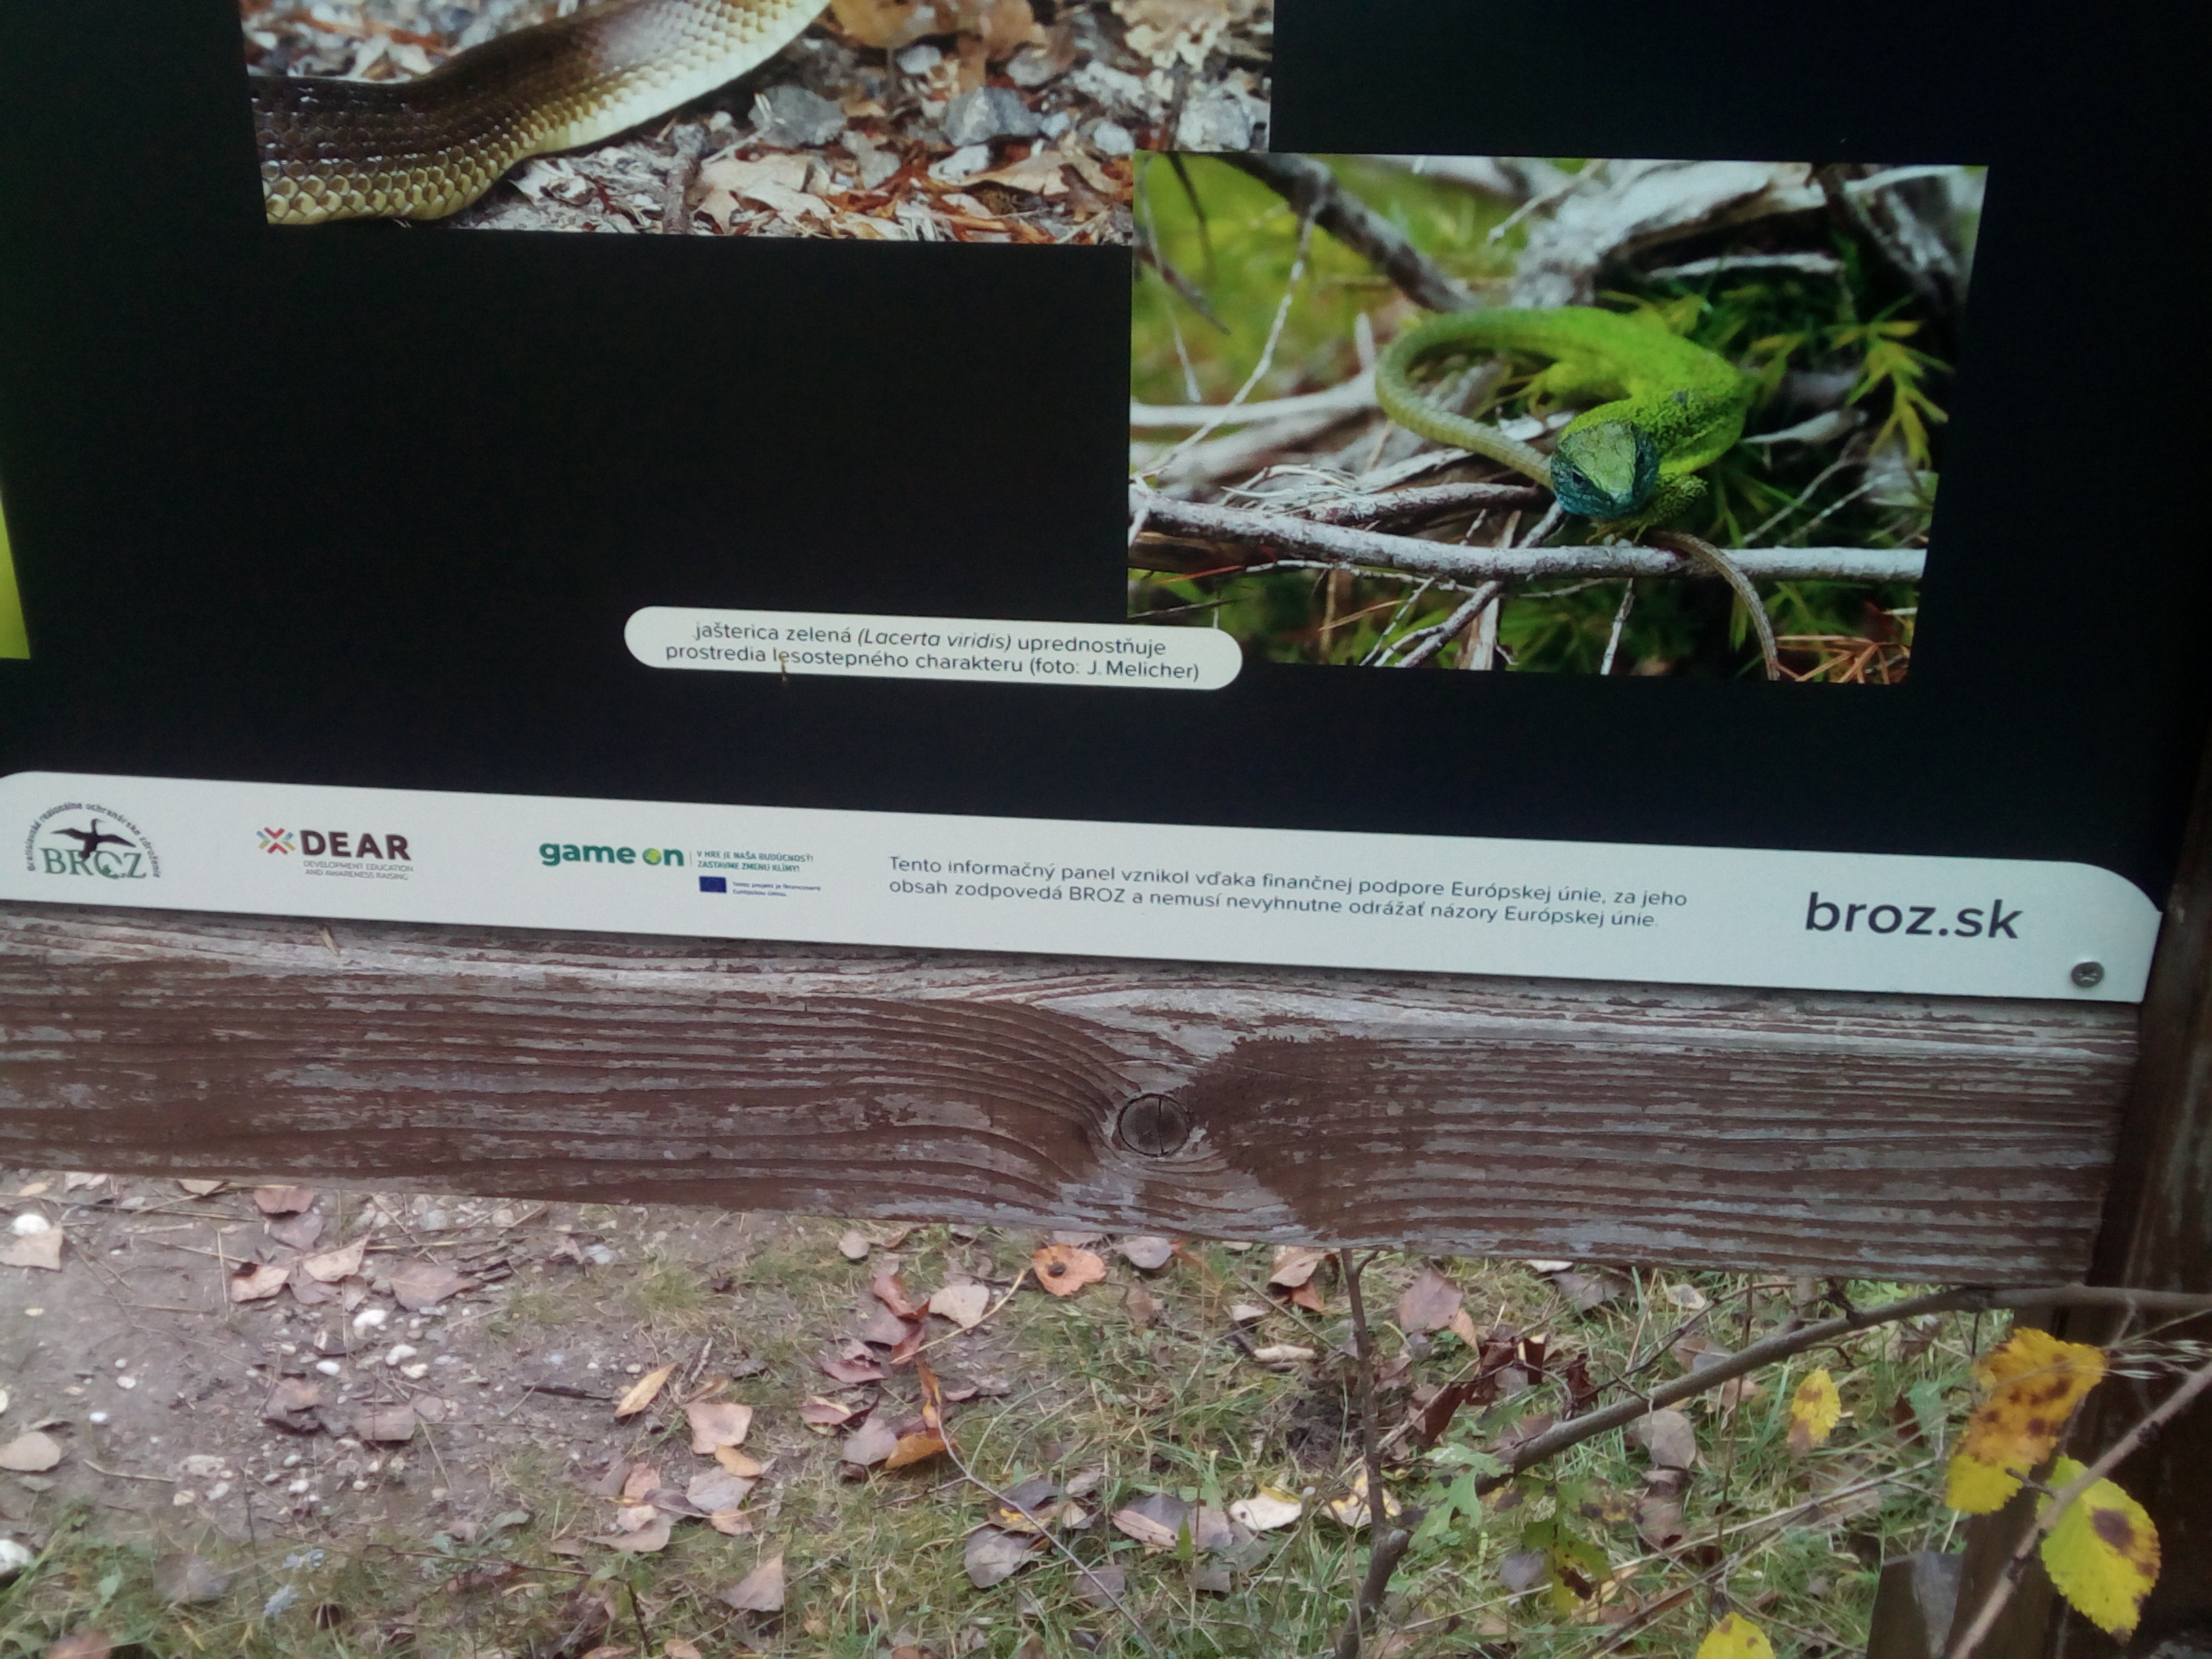 jašterica zelená (Lacerta viridis) uprednostňuje
prostredia lesostepného charakteru (foto: J. Melicher)
Bratislavské regionálne ochranárske združenie
BROZ
DEAR
DEVELOPMENT EDUCATION
AND AWARENESS RAISING
game on
V HRE JE NAŠA BUDÚCNOSŤ!
ZASTAVME ZMENU KLÍMY!
Tento projekt je financovaný
Európskou úniou.
Tento informačný panel vznikol vďaka finančnej podpore Európskej únie, za jeho
obsah zodpovedá BROZ a nemusí nevyhnutne odrážať názory Európskej únie.
broz.sk